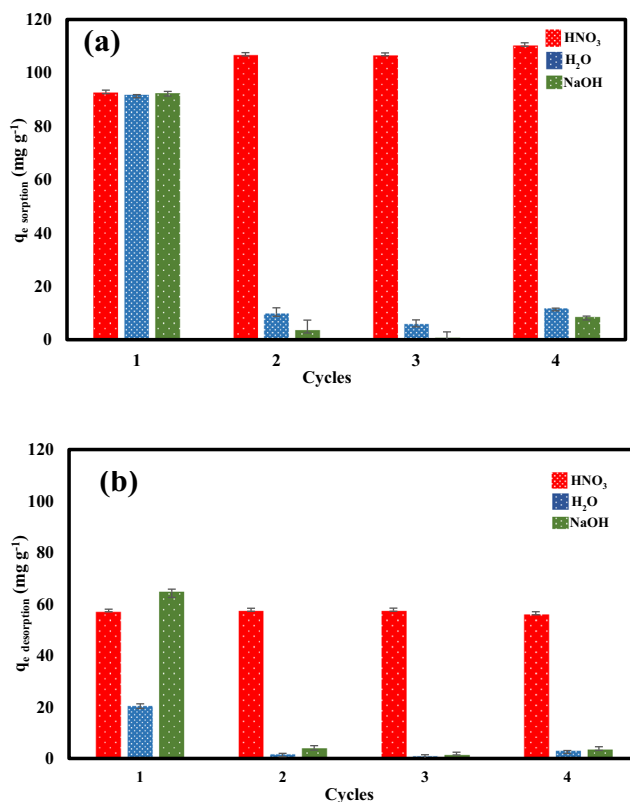 (a)
HNO₃
H₂O
NaOH
120
100
80
60
40
20
0
qe sorption (mg g⁻¹)
1 2 3 4
Cycles
(b)
HNO₃
H₂O
NaOH
120
100
80
60
40
20
0
qe desorption (mg g⁻¹)
1 2 3 4
Cycles